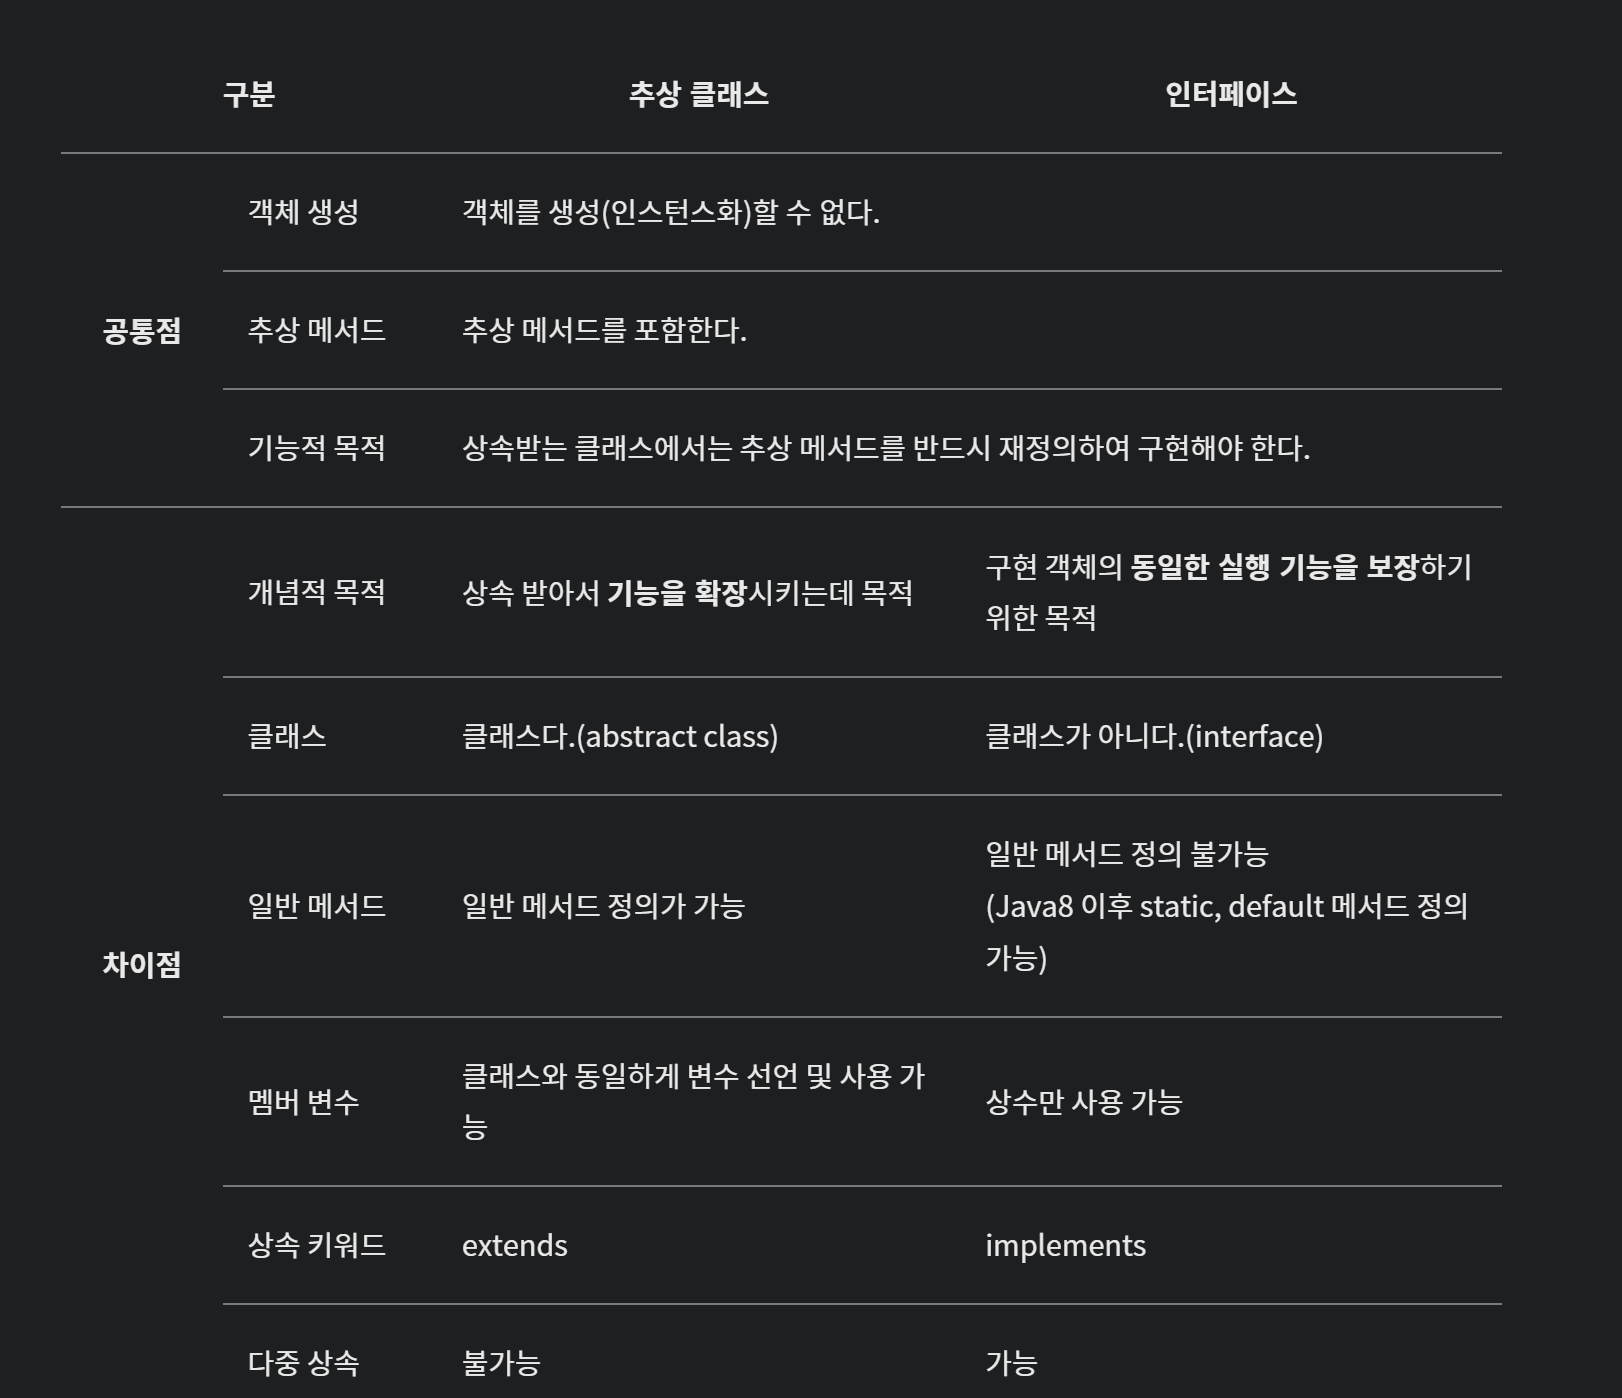 구분 추상 클래스 인터페이스
객체 생성 객체를 생성(인스턴스화)할 수 없다.
공통점 추상 메서드 추상 메서드를 포함한다.
기능적 목적 상속받는 클래스에서는 추상 메서드를 반드시 재정의하여 구현해야 한다.
개념적 목적 상속 받아서 기능을 확장시키는데 목적
구현 객체의 동일한 실행 기능을 보장하기
위한 목적
클래스 클래스다.(abstract class) 클래스가 아니다.(interface)
차이점
일반 메서드 일반 메서드 정의가 가능
일반 메서드 정의 불가능
(Java8 이후 static, default 메서드 정의
가능)
멤버 변수
클래스와 동일하게 변수 선언 및 사용 가
능
상수만 사용 가능
상속 키워드 extends implements
다중 상속 불가능 가능